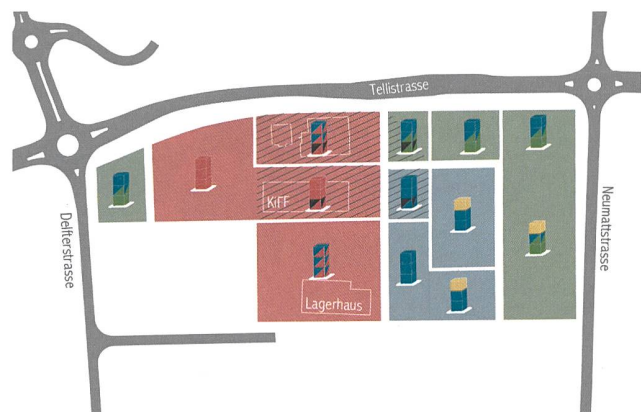 Tellistrasse
KiFF
Delfterstrasse
Neumattstrasse
Lagerhaus